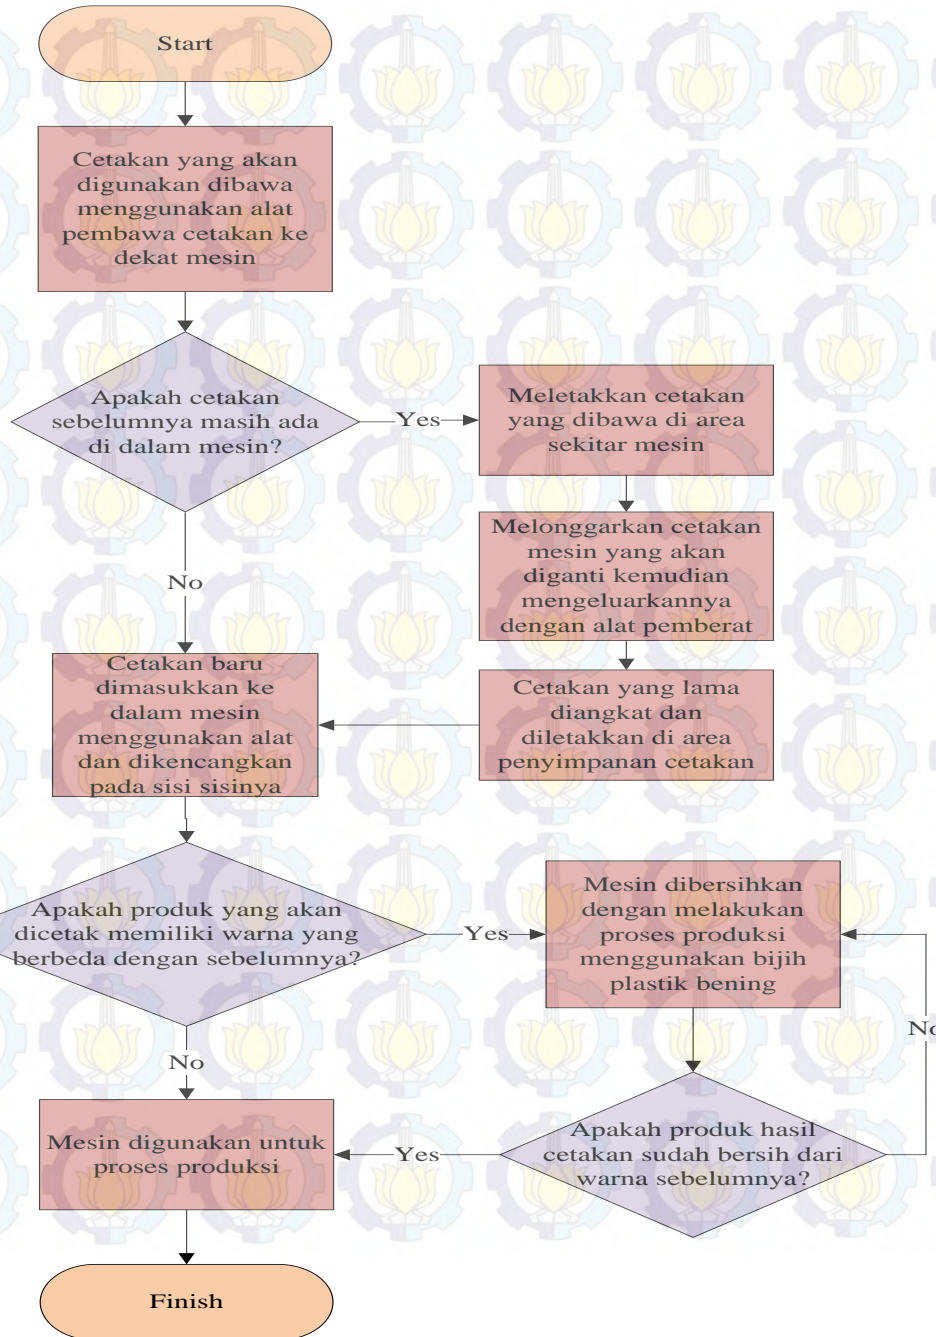 Start
Cetakan yang akan
digunakan dibawa
menggunakan alat
pembawa cetakan ke
dekat mesin
Apakah cetakan
sebelumnya masih ada
di dalam mesin?
Yes
Meletakkan cetakan
yang dibawa di area
sekitar mesin
Melonggarkan cetakan
mesin yang akan
diganti kemudian
mengeluarkannya
dengan alat pemberat
No
Cetakan yang lama
diangkat dan
diletakkan di area
penyimpanan cetakan
Cetakan baru
dimasukkan ke
dalam mesin
menggunakan alat
dan dikencangkan
pada sisi sisinya
Apakah produk yang akan
dicetak memiliki warna yang
berbeda dengan sebelumnya?
Yes
Mesin dibersihkan
dengan melakukan
proses produksi
menggunakan bijih
plastik bening
No
No
Apakah produk hasil
cetakan sudah bersih dari
warna sebelumnya?
Yes
Mesin digunakan untuk
proses produksi
Finish